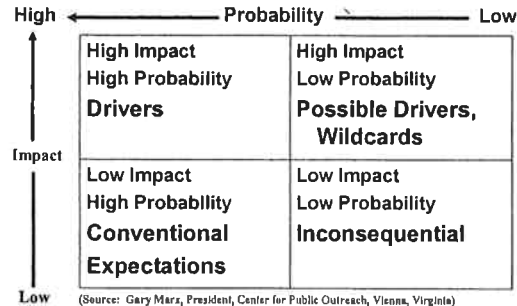 High Probability Low
High Impact
High Probability
Drivers
High Impact
Low Probability
Possible Drivers,
Wildcards
Impact
Low Impact
High Probability
Conventional
Expectations
Low Impact
Low Probability
Inconsequential
Low
(Source: Gary Marx, President, Center for Public Outreach, Vienna, Virginia)